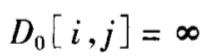 D₀[i,j] = ∞